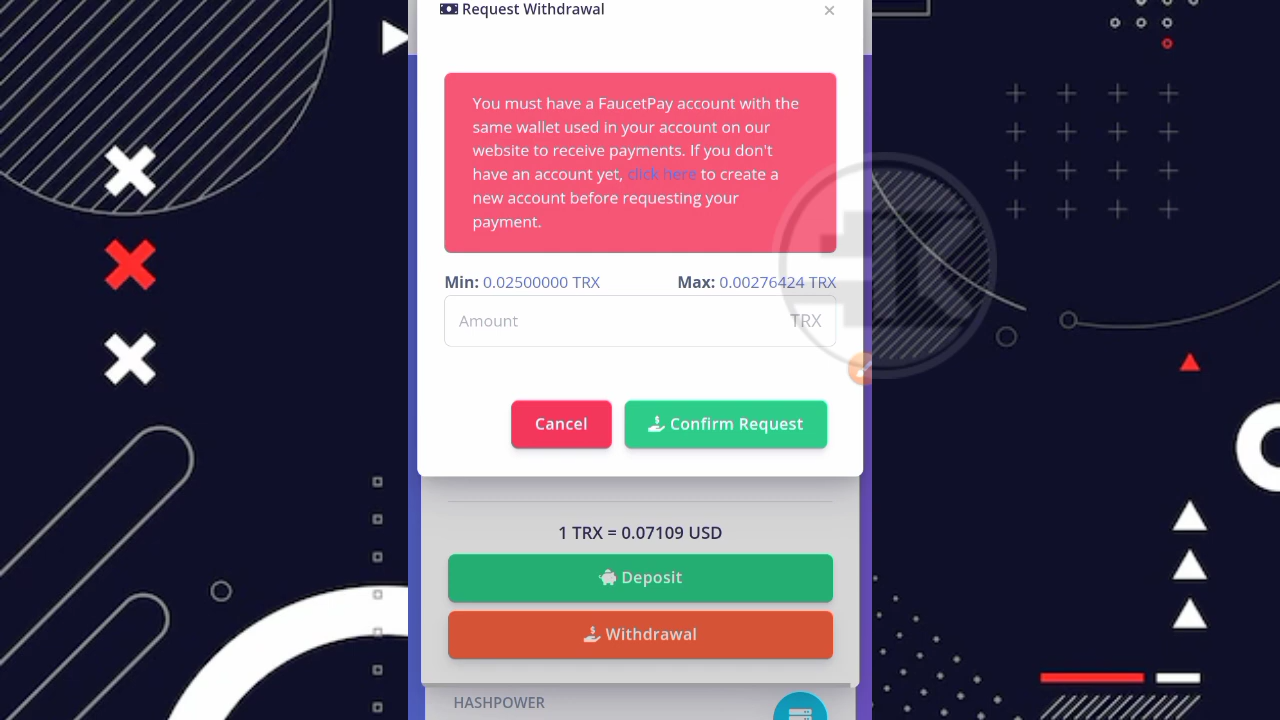 Request Withdrawal
×
You must have a FaucetPay account with the
same wallet used in your account on our
website to receive payments. If you don't
have an account yet, click here to create a
new account before requesting your
payment.
Min: 0.02500000 TRX Max: 0.00276424 TRX
Amount TRX
Cancel Confirm Request
1 TRX = 0.07109 USD
Deposit
Withdrawal
HASHPOWER